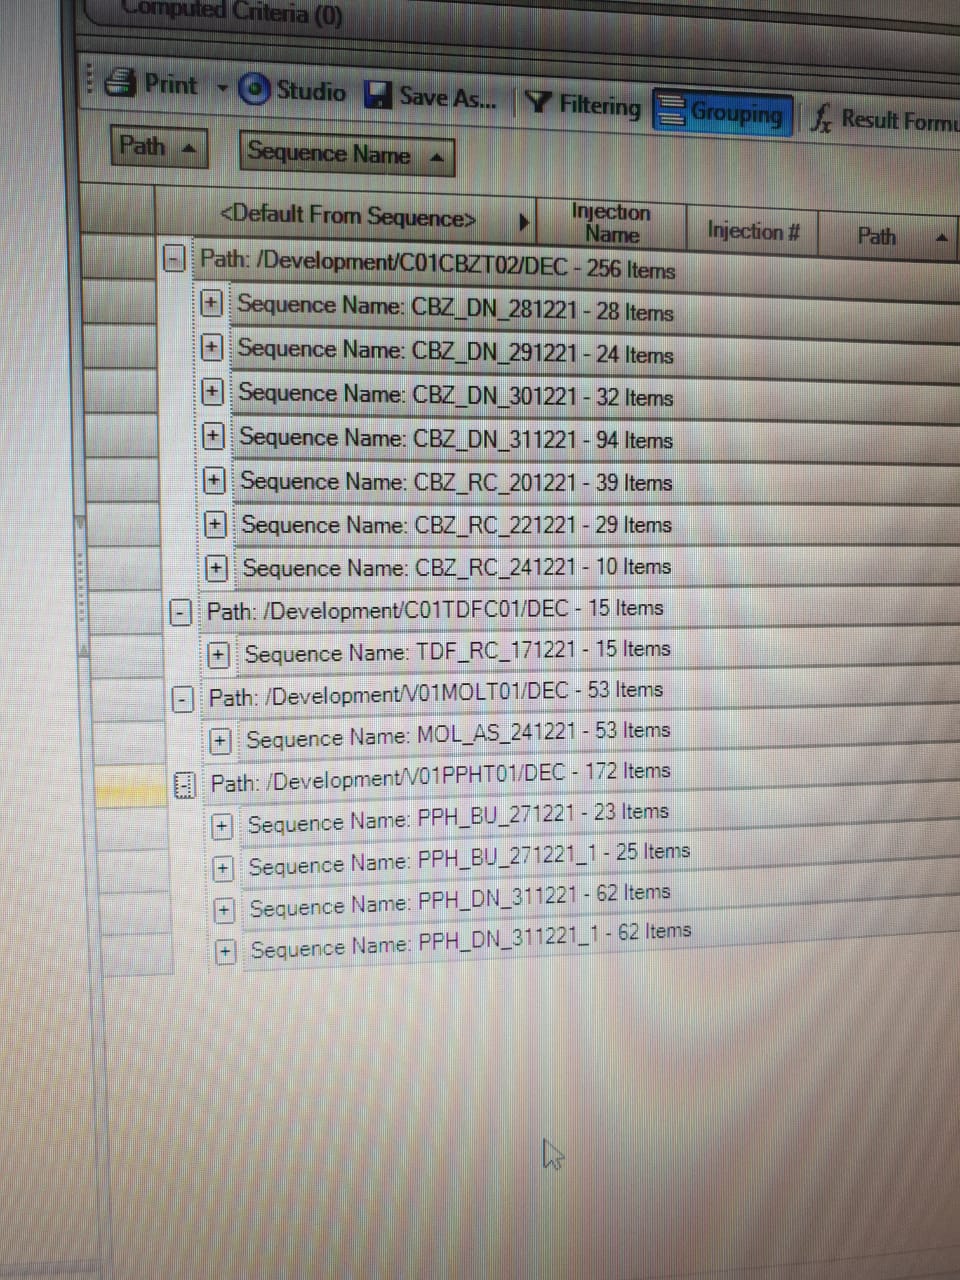 Computed Criteria (0)
Print Studio Save As... Filtering Grouping Result
Path Sequence Name
<Default From Sequence> Injection Name Injection # Path
Path: /Development/C01CBZT02/DEC - 256 Items
Sequence Name: CBZ_DN_281221 - 28 Items
Sequence Name: CBZ_DN_291221 - 24 Items
Sequence Name: CBZ_DN_301221 - 32 Items
Sequence Name: CBZ_DN_311221 - 94 Items
Sequence Name: CBZ_RC_201221 - 39 Items
Sequence Name: CBZ_RC_221221 - 29 Items
Sequence Name: CBZ_RC_241221 - 10 Items
Path: /Development/C01TDFC01/DEC - 15 Items
Sequence Name: TDF_RC_171221 - 15 Items
Path: /Development/V01MOLT01/DEC - 53 Items
Sequence Name: MOL_AS_241221 - 53 Items
Path: /Development/V01PPHT01/DEC - 172 Items
Sequence Name: PPH_BU_271221 - 23 Items
Sequence Name: PPH_BU_271221_1 - 25 Items
Sequence Name: PPH_DN_311221 - 62 Items
Sequence Name: PPH_DN_311221_1 - 62 Items